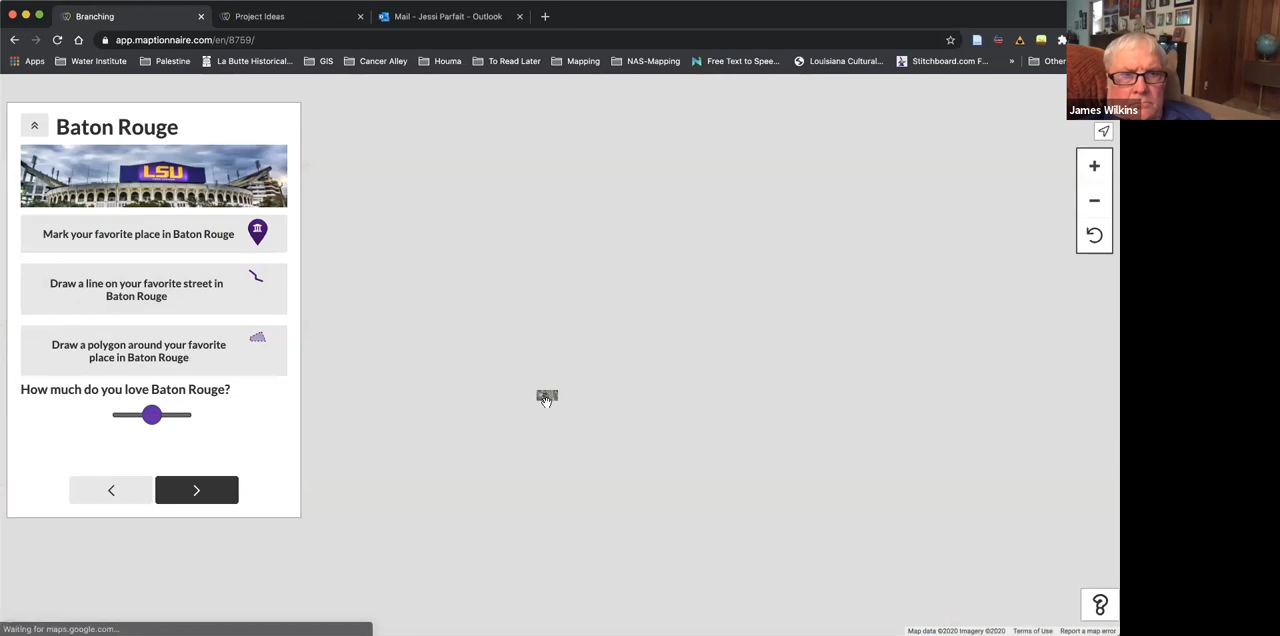 Branching
Project Ideas
Mail - Jessi Parfait - Outlook
app.maptionnaire.com/en/8759/
Apps
Water Institute
Palestine
La Butte Historical...
GIS
Cancer Alley
Houma
To Read Later
Mapping
NAS-Mapping
Free Text to Spee...
Louisiana Cultural...
Stitchboard.com F...
»
Other
James Wilkins
Baton Rouge
LSU
Mark your favorite place in Baton Rouge
Draw a line on your favorite street in
Baton Rouge
Draw a polygon around your favorite
place in Baton Rouge
How much do you love Baton Rouge?
Waiting for maps.google.com...
Map data ©2020 Imagery ©2020
Terms of Use
Report a map error